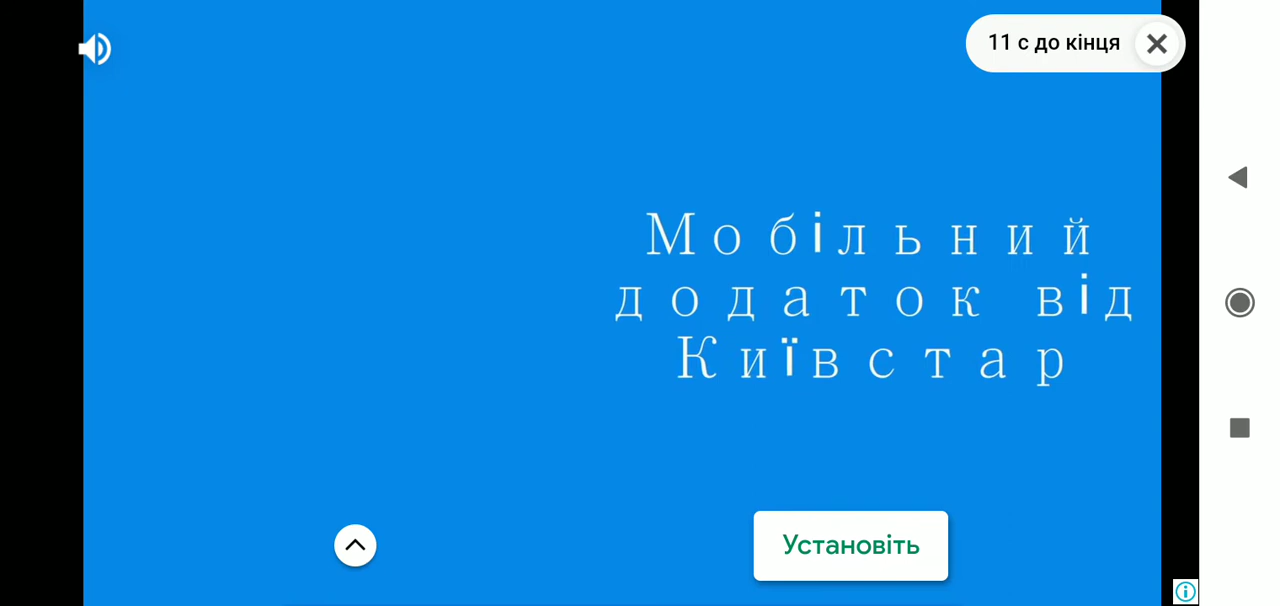 11 с до кінця
Мобільний
додаток від
Київстар
Установіть